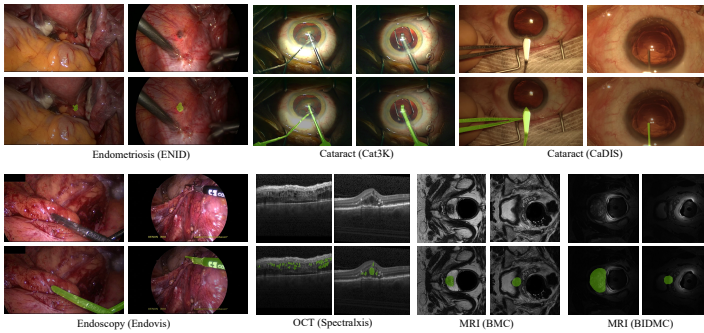 Endometriosis (ENID)
Cataract (Cat3K)
Cataract (CaDIS)
Endoscopy (Endovis)
OCT (Spectralxis)
MRI (BMC)
MRI (BIDMC)